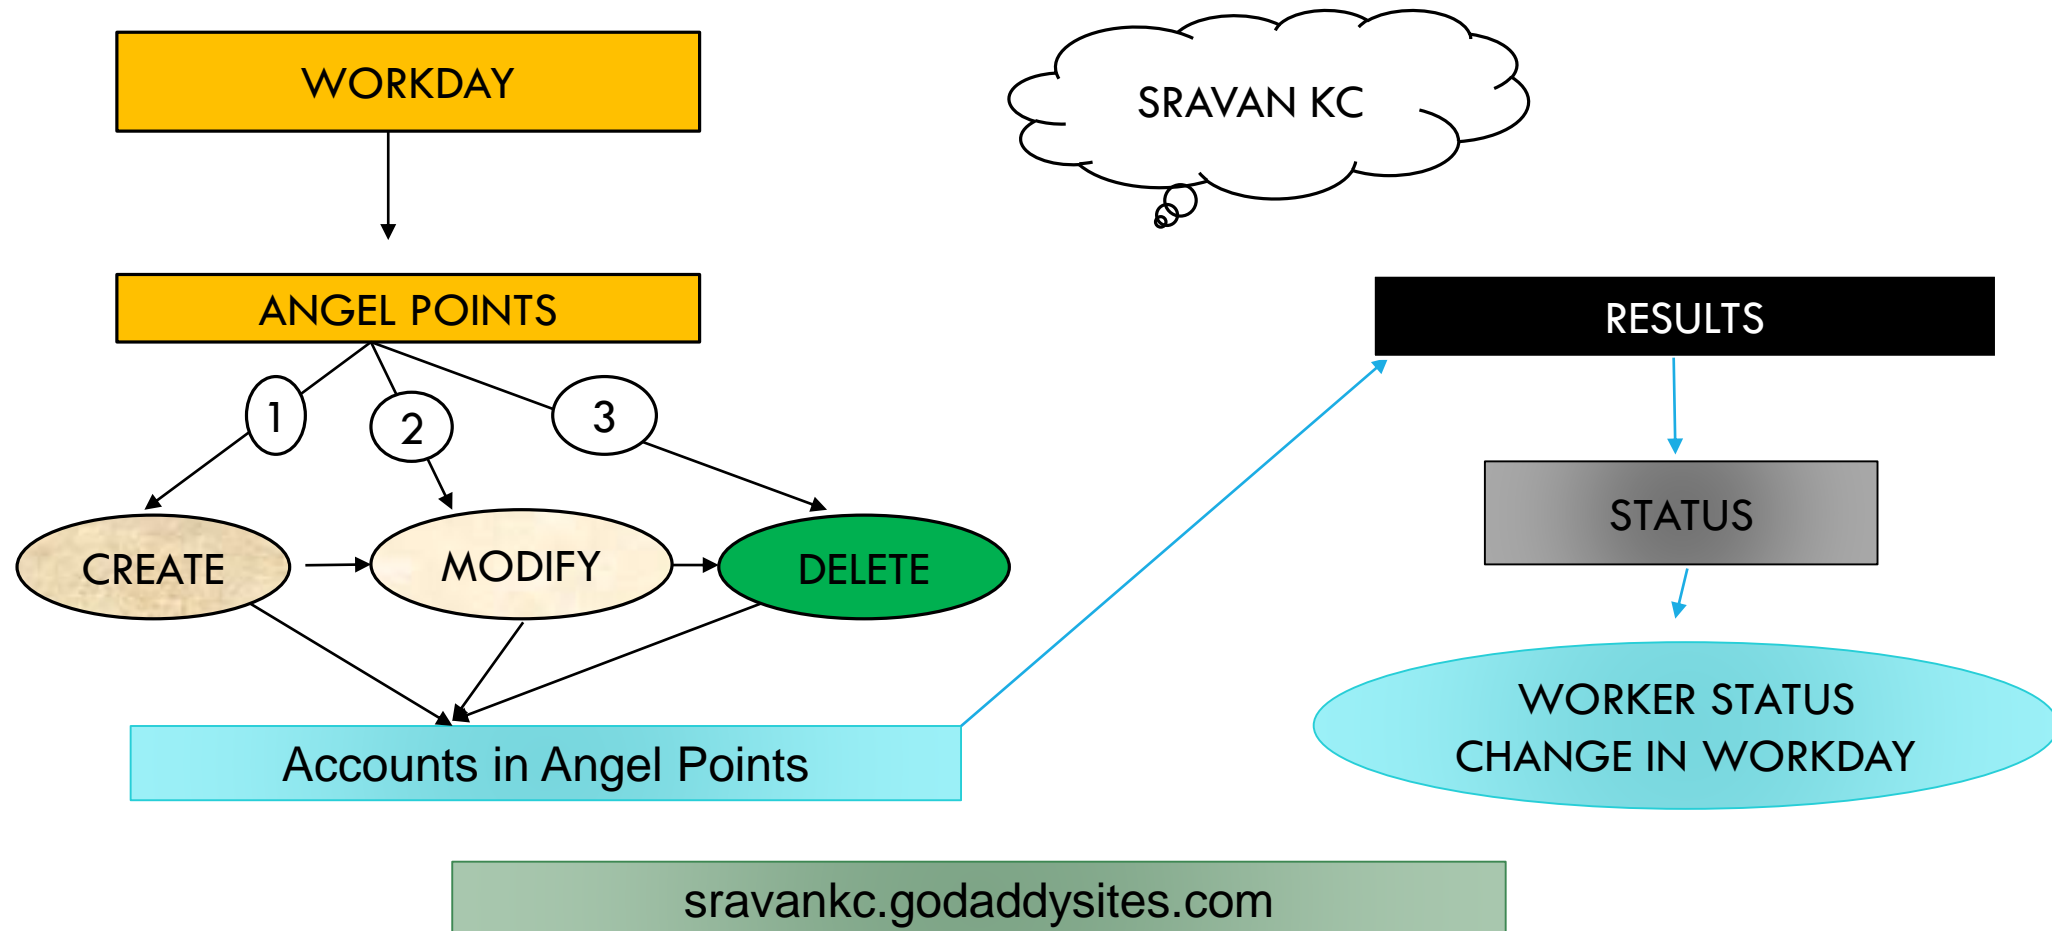 WORKDAY
SRAVAN KC
ANGEL POINTS
RESULTS
1
2
3
STATUS
CREATE
MODIFY
DELETE
WORKER STATUS
CHANGE IN WORKDAY
Accounts in Angel Points
sravankc.godaddysites.com